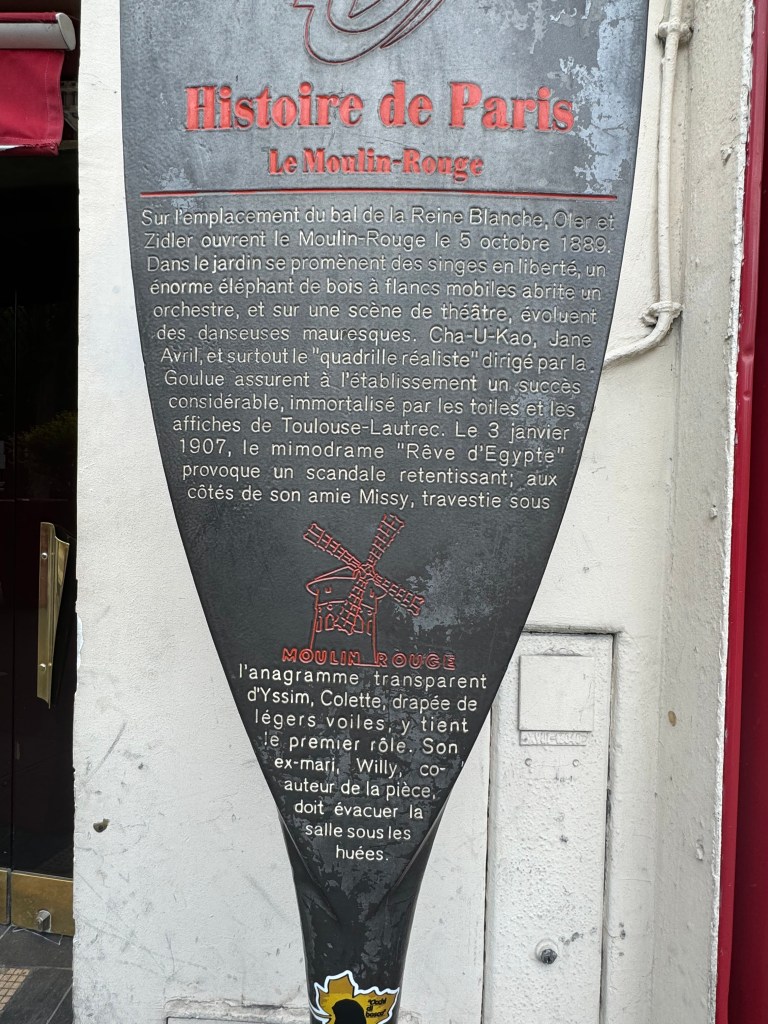 Histoire de Paris
Le Moulin-Rouge
Sur l'emplacement du bal de la Reine Blanche, Oler et
Zidler ouvrent le Moulin-Rouge le 5 octobre 1889.
Dans le jardin se promènent des singes en liberté, un
énorme éléphant de bois à flancs mobiles abrite un
orchestre, et sur une scène de théâtre, évoluent
des danseuses mauresques. Cha-U-Kao, Jane
Avril, et surtout le "quadrille réaliste" dirigé par la
Goulue assurent à l'établissement un succès
considérable, immortalisé par les toiles et les
affiches de Toulouse-Lautrec. Le 3 janvier
1907, le mimodrame "Rêve d'Egypte"
provoque un scandale retentissant; aux
côtés de son amie Missy, travestie sous
MOULIN ROUGE
l'anagramme transparent
d'Yssim, Colette, drapée de
légers voiles, y tient
le premier rôle. Son
ex-mari, Willy, co-
auteur de la pièce,
doit évacuer la
salle sous les
huées.